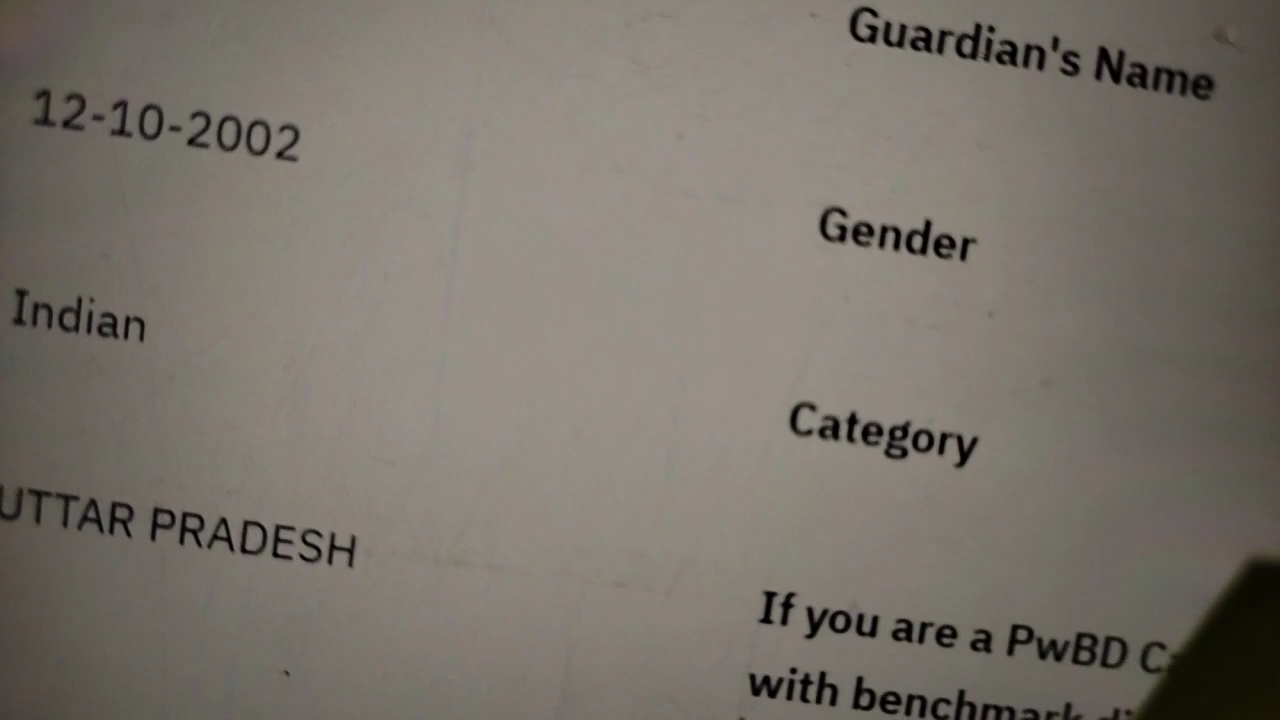 Guardian's Name
12-10-2002
Gender
Indian
Category
UTTAR PRADESH
If you are a PwBD
with benchmark